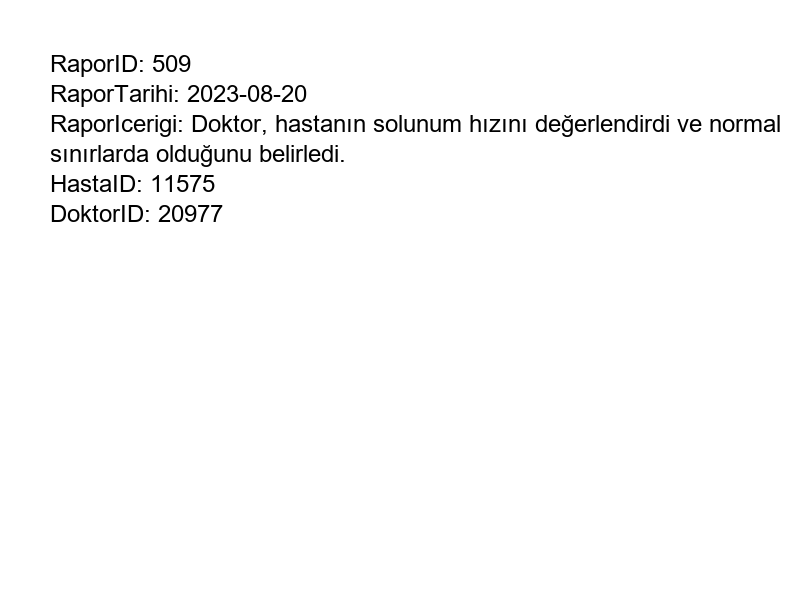 RaporID: 509
RaporTarihi: 2023-08-20
RaporIcerigi: Doktor, hastanın solunum hızını değerlendirdi ve normal
sınırlarda olduğunu belirledi.
HastaID: 11575
DoktorID: 20977